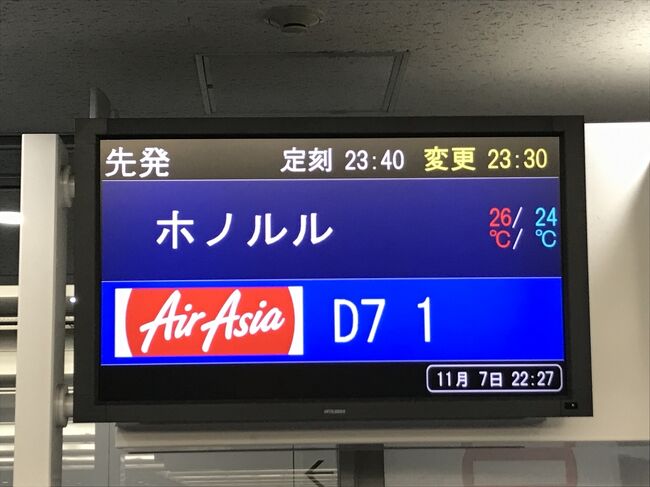 先発 定刻 23:40 変更 23:30
ホノルル 26℃/ 24℃/
AirAsia D7 1
11月 7日 22:27
MITSUBISHI